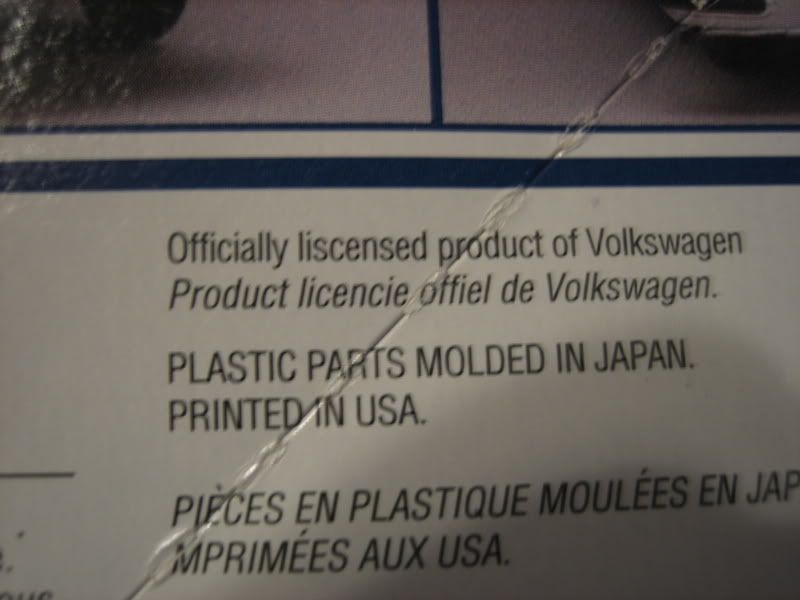 Officially liscensed product of Volkswagen
Product licencie offiel de Volkswagen.
PLASTIC PARTS MOLDED IN JAPAN.
PRINTED IN USA.
PIÈCES EN PLASTIQUE MOULÉES EN JAP
MPRIMÉES AUX USA.